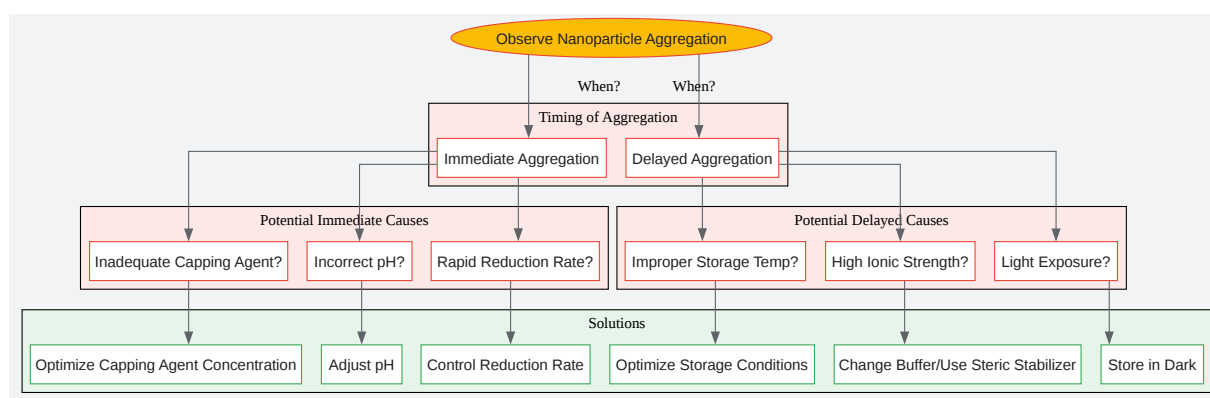 Observe Nanoparticle Aggregation
When? When?
Timing of Aggregation
Immediate Aggregation Delayed Aggregation
Potential Immediate Causes Potential Delayed Causes
Inadequate Capping Agent? Incorrect pH? Rapid Reduction Rate? Improper Storage Temp? High Ionic Strength? Light Exposure?
Solutions
Optimize Capping Agent Concentration Adjust pH Control Reduction Rate Optimize Storage Conditions Change Buffer/Use Steric Stabilizer Store in Dark